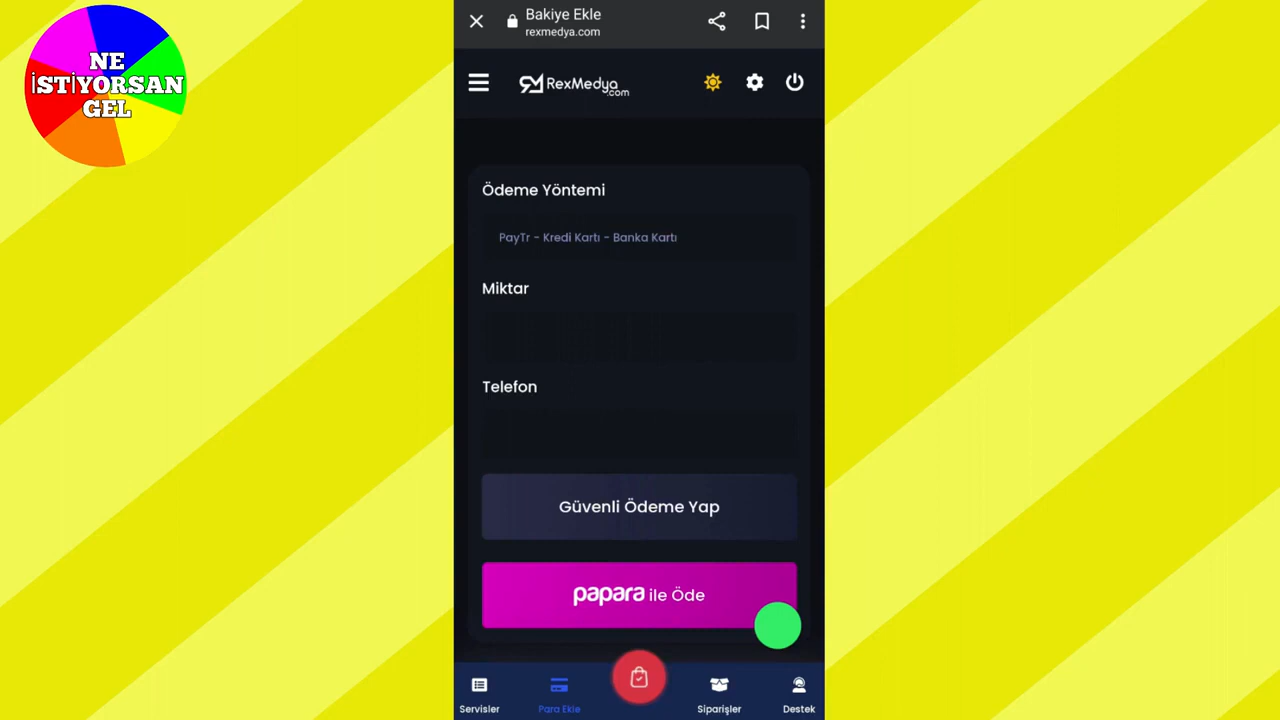 NE
İSTİYORSAN
GEL
Bakiye Ekle
rexmedya.com
RexMedya
.com
Ödeme Yöntemi
PayTr - Kredi Kartı - Banka Kartı
Miktar
Telefon
Güvenli Ödeme Yap
papara ile Öde
Servisler
Para Ekle
Siparişler
Destek